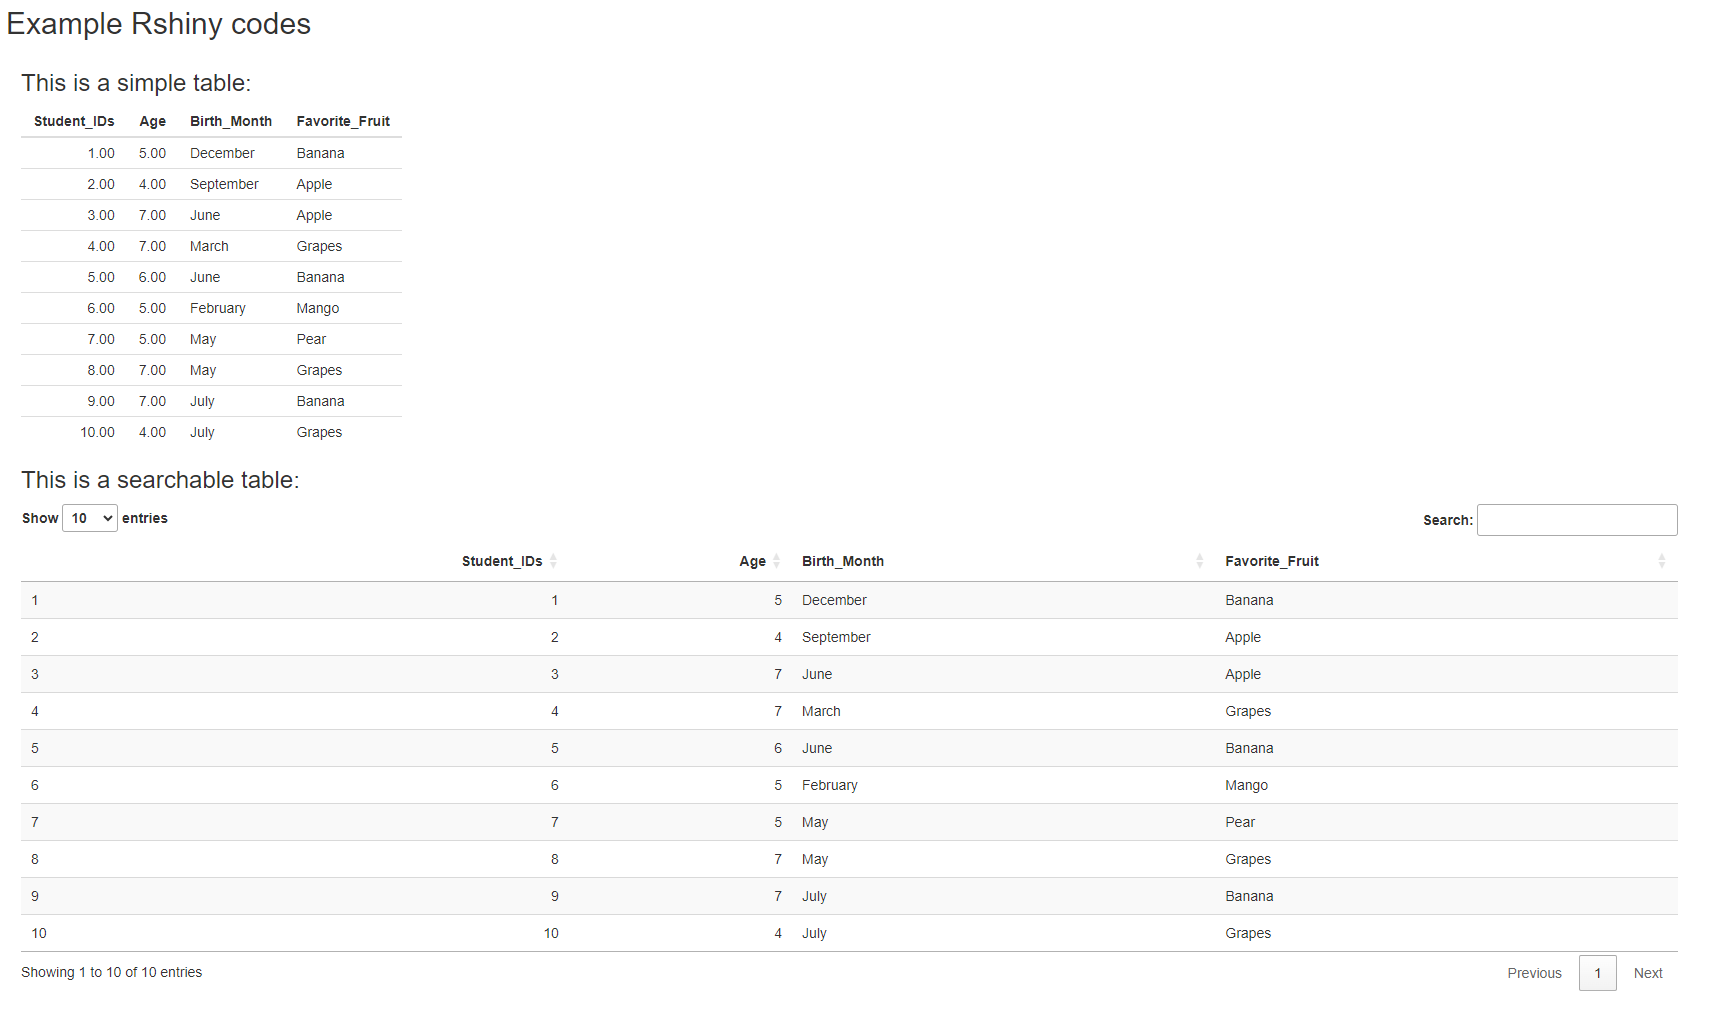 Example Rshiny codes
This is a simple table:
Student_IDs Age Birth_Month Favorite_Fruit
1.00 5.00 December Banana
2.00 4.00 September Apple
3.00 7.00 June Apple
4.00 7.00 March Grapes
5.00 6.00 June Banana
6.00 5.00 February Mango
7.00 5.00 May Pear
8.00 7.00 May Grapes
9.00 7.00 July Banana
10.00 4.00 July Grapes
This is a searchable table:
Show 10 entries Search:
Student_IDs Age Birth_Month Favorite_Fruit
1 1 5 December Banana
2 2 4 September Apple
3 3 7 June Apple
4 4 7 March Grapes
5 5 6 June Banana
6 6 5 February Mango
7 7 5 May Pear
8 8 7 May Grapes
9 9 7 July Banana
10 10 4 July Grapes
Showing 1 to 10 of 10 entries Previous 1 Next